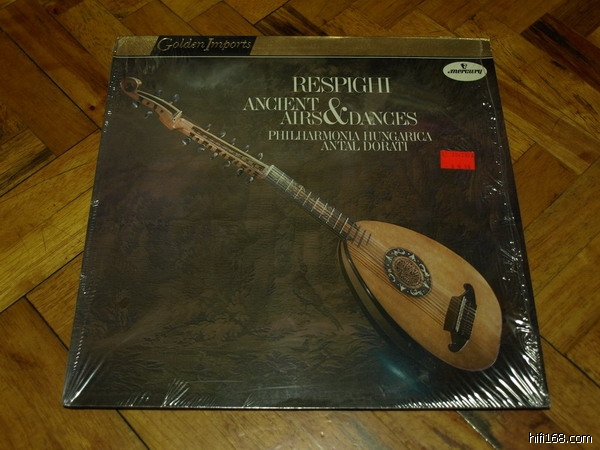 Golden Imports
mercury
RESPIGHI
ANCIENT
AIRS & DANCES
PHILHARMONIA HUNGARICA
ANTAL DORATI
hifi168.com